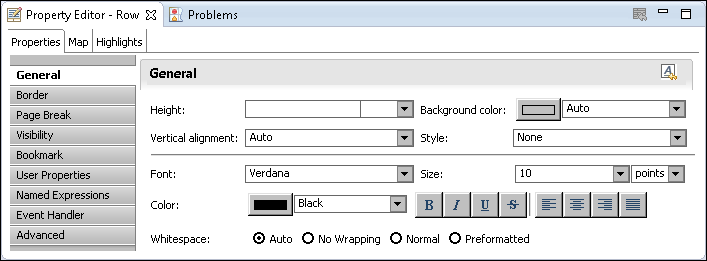 Property Editor - Row Problems
Properties Map Highlights
General
Border
Page Break
Visibility
Bookmark
User Properties
Named Expressions
Event Handler
Advanced
General
Height: Background color: Auto
Vertical alignment: Auto Style: None
Font: Verdana Size: 10 points
Color: Black B I U S
Whitespace: Auto No Wrapping Normal Preformatted